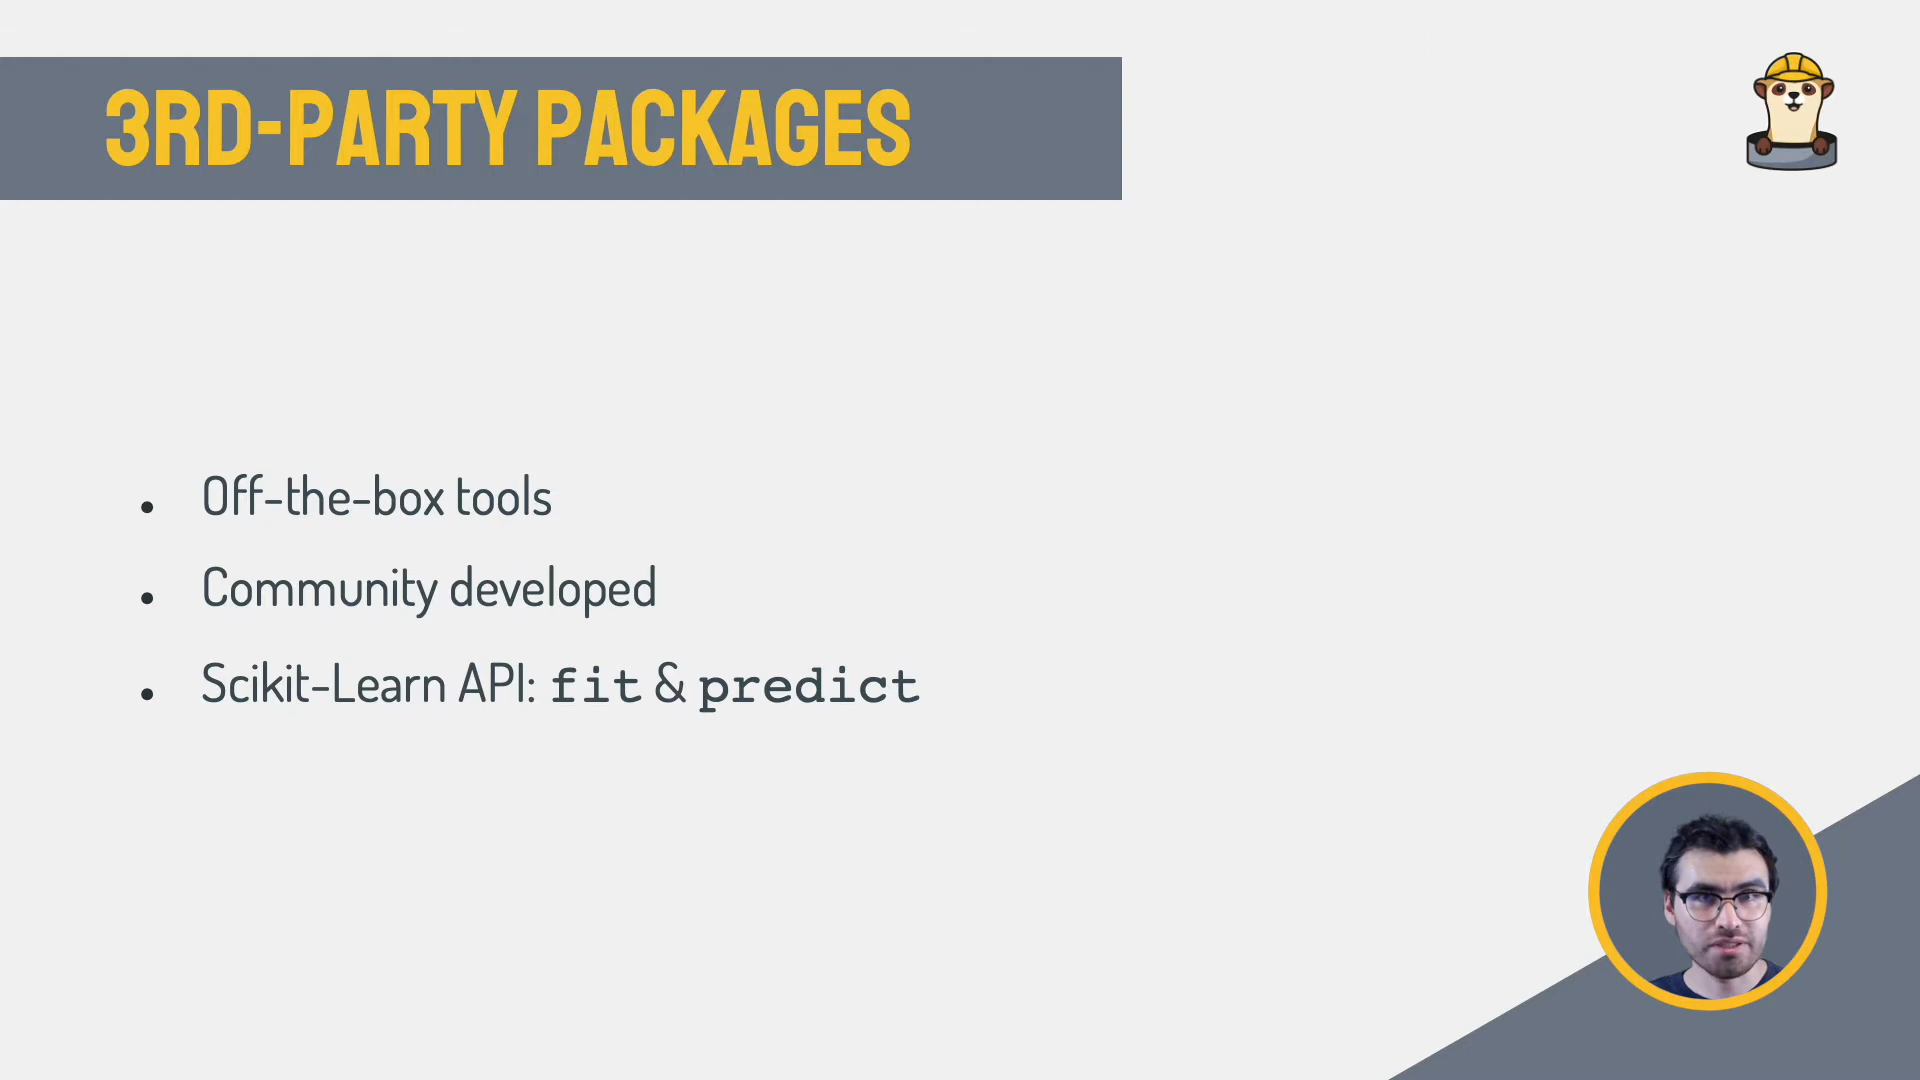 3RD-PARTY PACKAGES
Off-the-box tools
Community developed
Scikit-Learn API: fit & predict